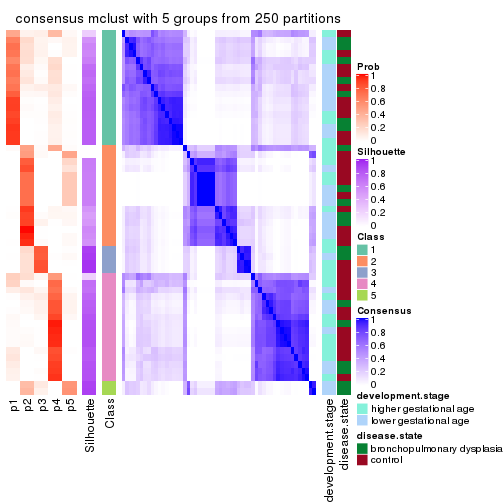 consensus mclust with 5 groups from 250 partitions
Prob
1
0.8
0.6
0.4
0.2
0
Silhouette
1
0.8
0.6
0.4
0.2
0
Class
1
2
3
4
5
Consensus
1
0.8
0.6
0.4
0.2
0
development.stage
higher gestational age
lower gestational age
disease.state
bronchopulmonary dysplasia
control
p1
p2
p3
p4
p5
Silhouette
Class
development.stage
disease.state